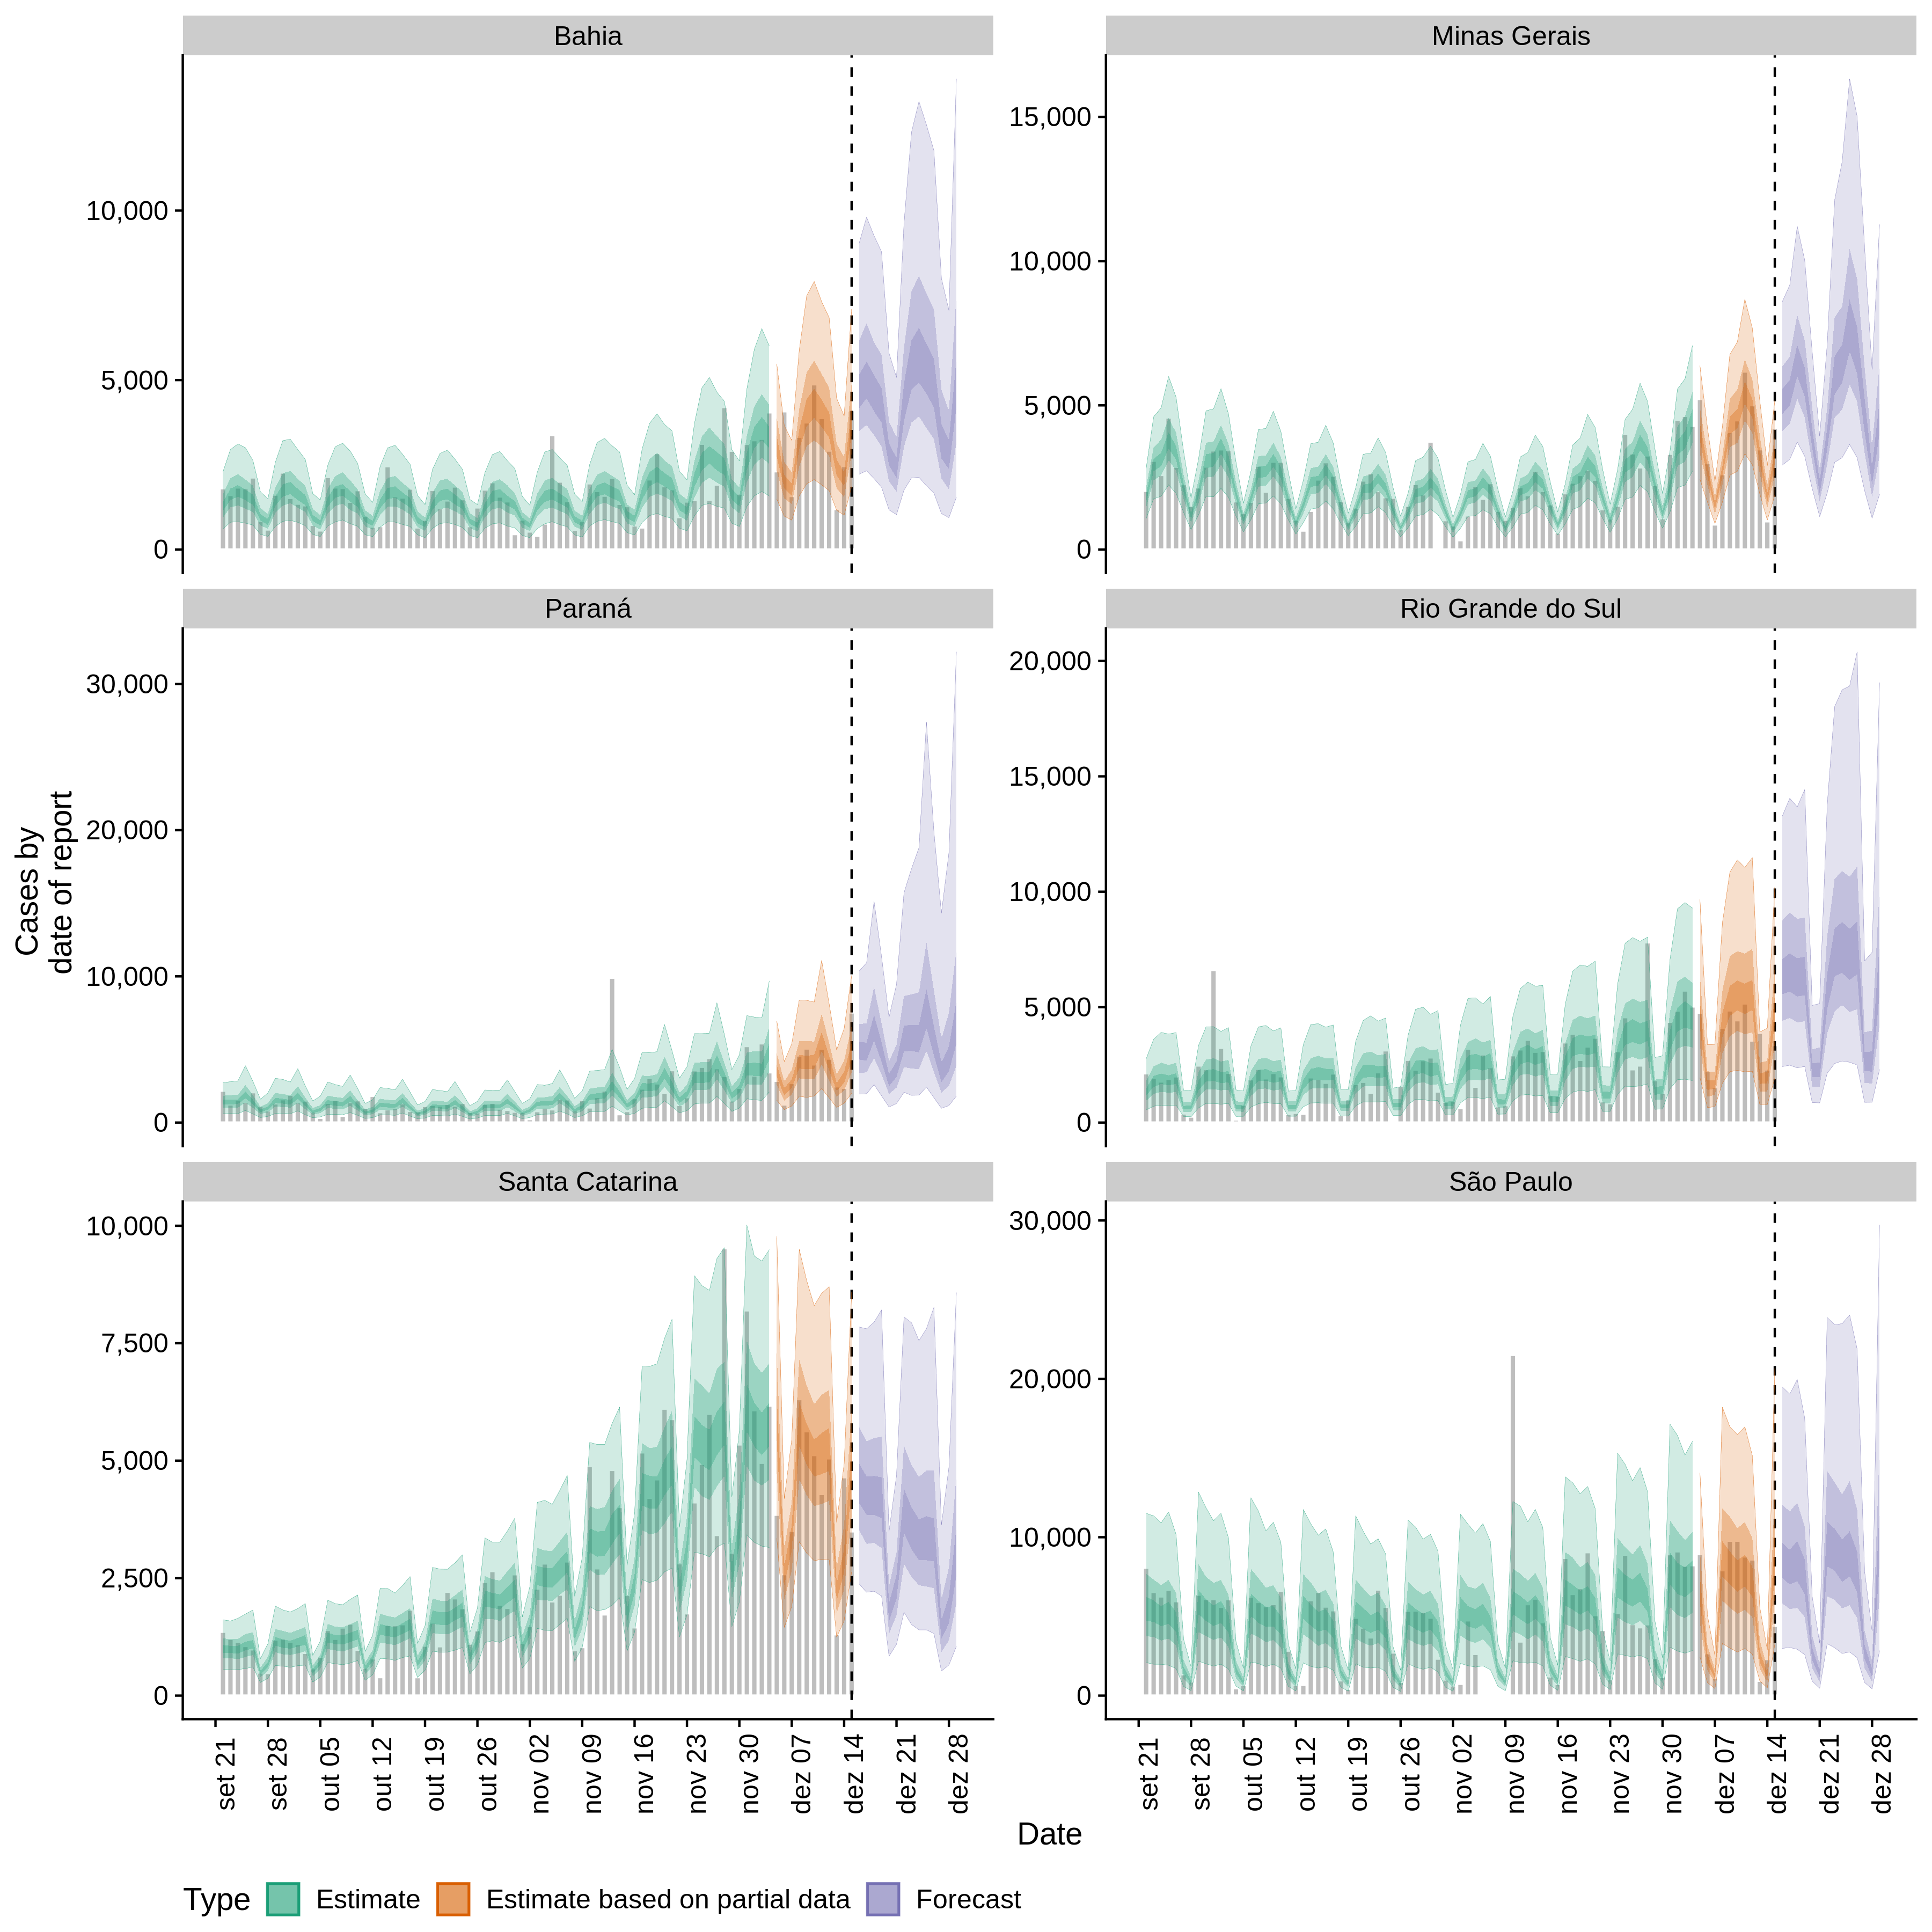 Bahia
Minas Gerais
10,000
5,000
0
15,000
10,000
5,000
0
Paraná
Rio Grande do Sul
30,000
20,000
10,000
0
20,000
15,000
10,000
5,000
0
Cases by
date of report
Santa Catarina
São Paulo
10,000
7,500
5,000
2,500
0
30,000
20,000
10,000
0
set 21
set 28
out 05
out 12
out 19
out 26
nov 02
nov 09
nov 16
nov 23
nov 30
dez 07
dez 14
dez 21
dez 28
set 21
set 28
out 05
out 12
out 19
out 26
nov 02
nov 09
nov 16
nov 23
nov 30
dez 07
dez 14
dez 21
dez 28
Date
Type Estimate Estimate based on partial data Forecast